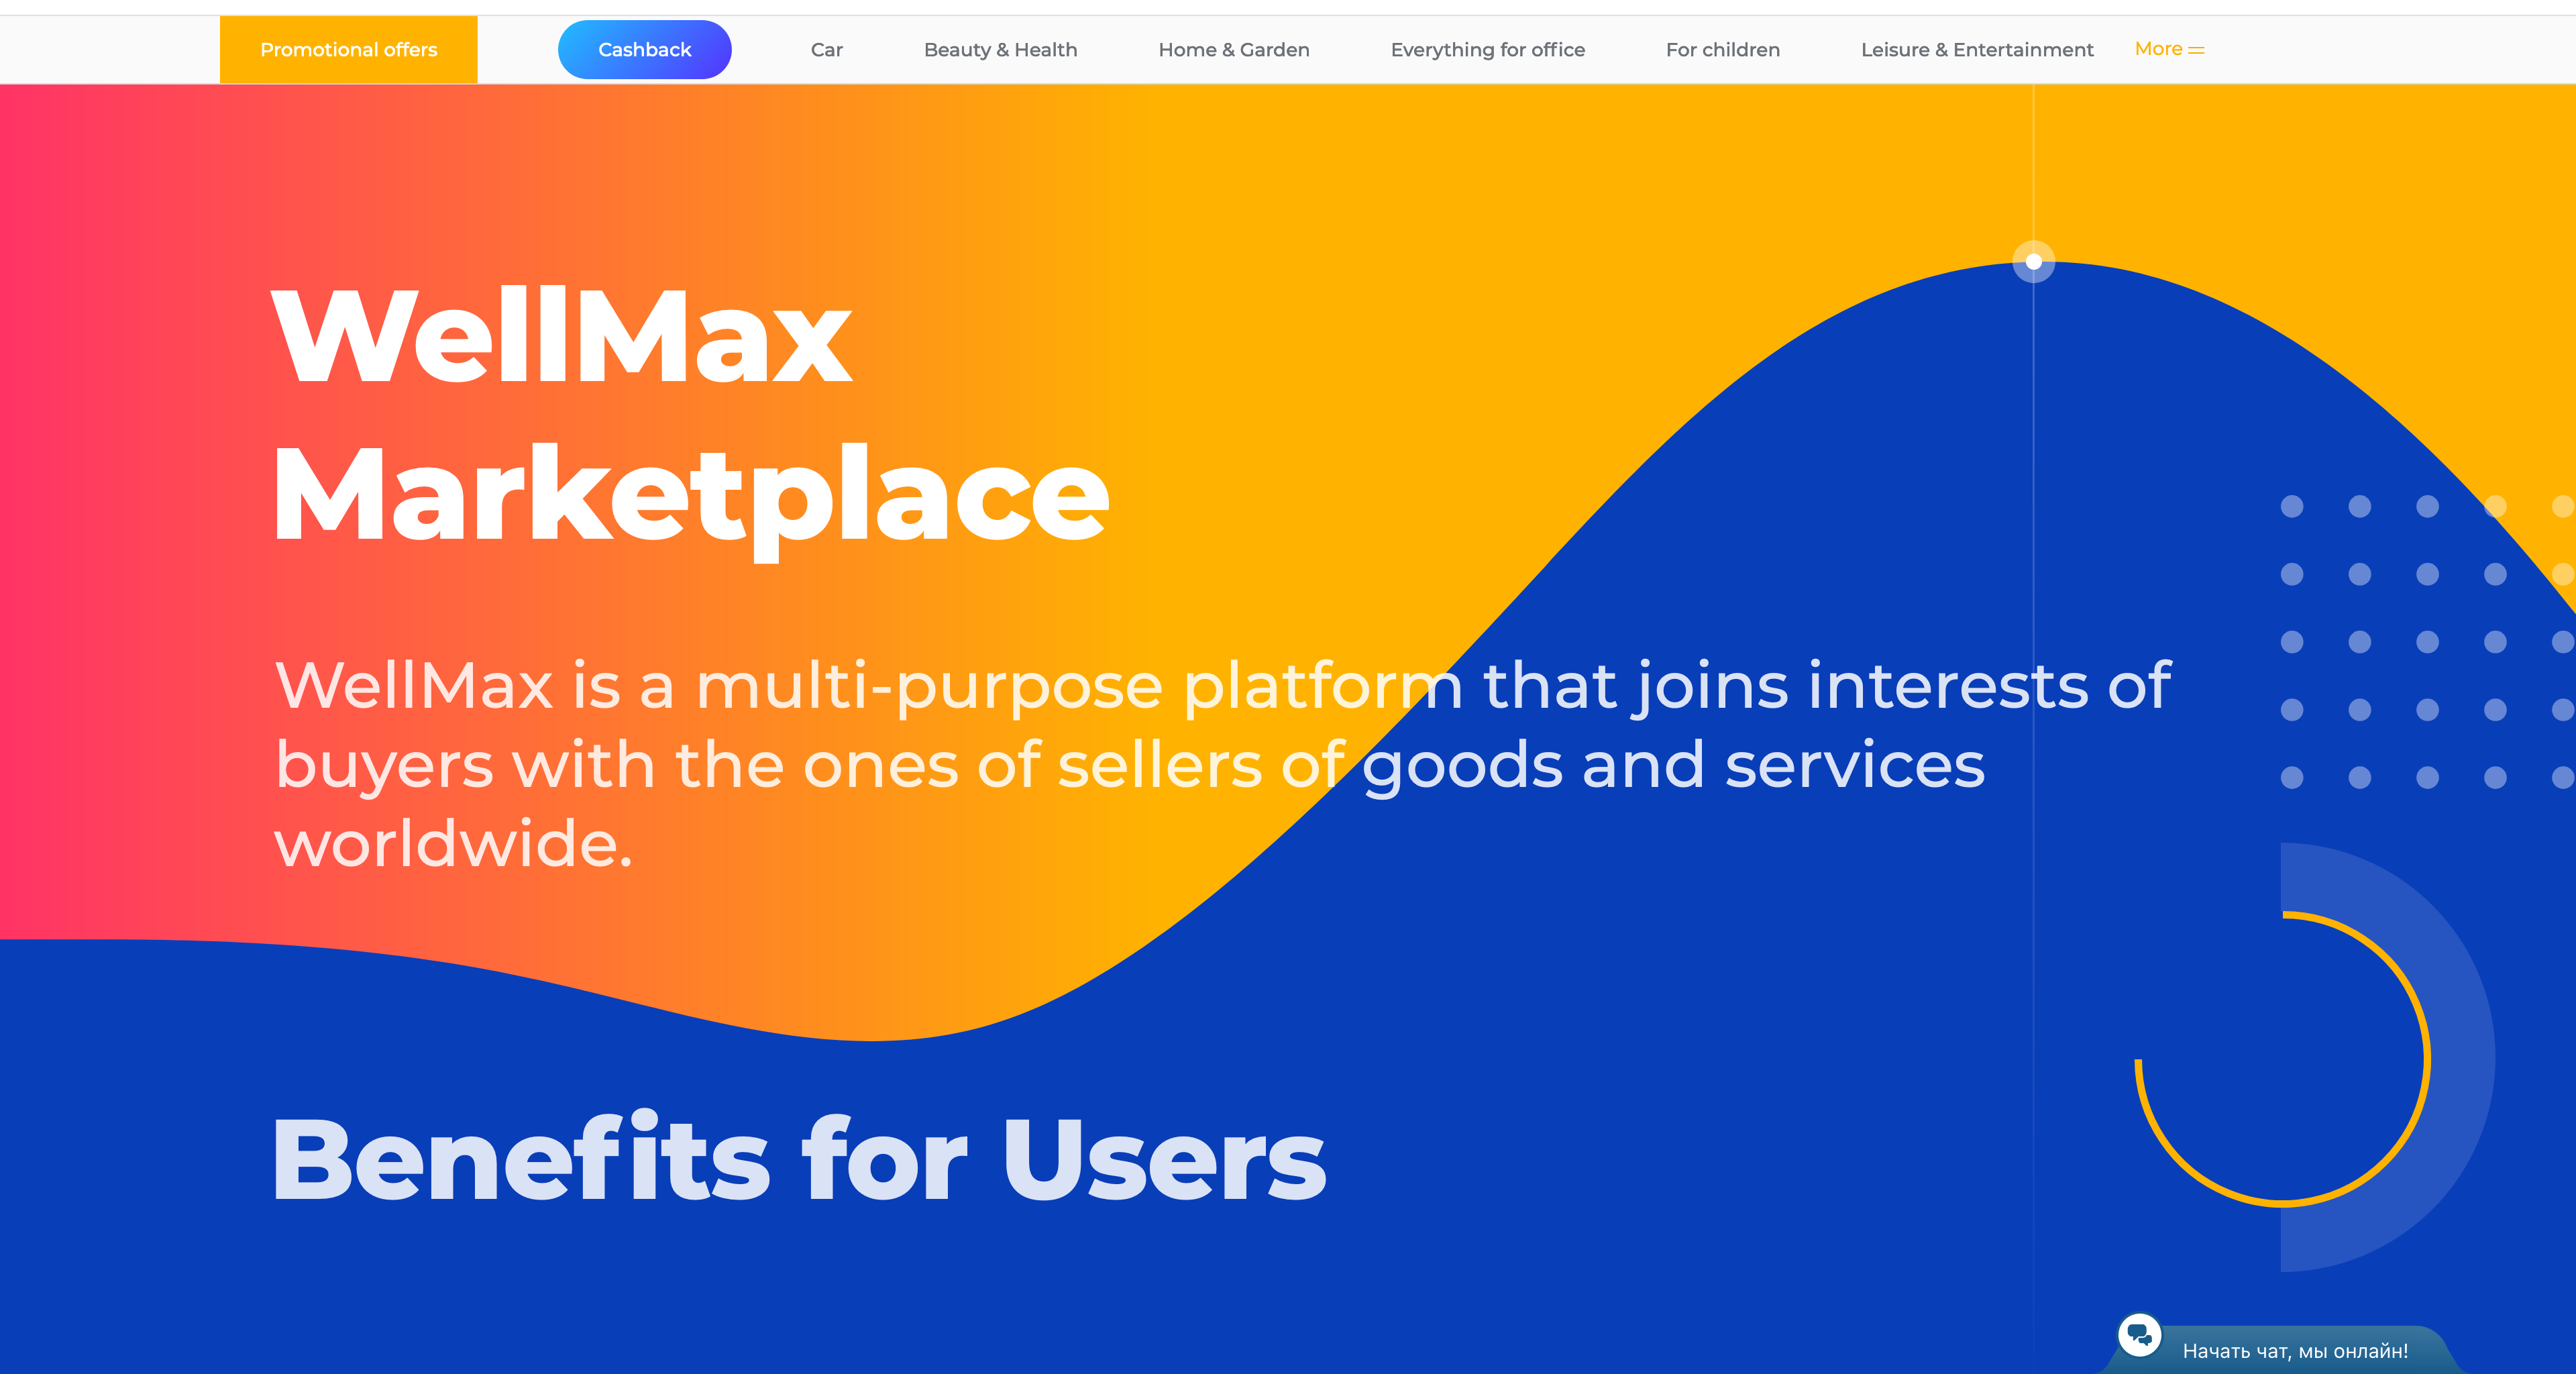 Promotional offers Cashback Car Beauty & Health Home & Garden Everything for office For children Leisure & Entertainment More
WellMax
Marketplace
WellMax is a multi-purpose platform that joins interests of
buyers with the ones of sellers of goods and services
worldwide.
Benefits for Users
Начать чат, мы онлайн!